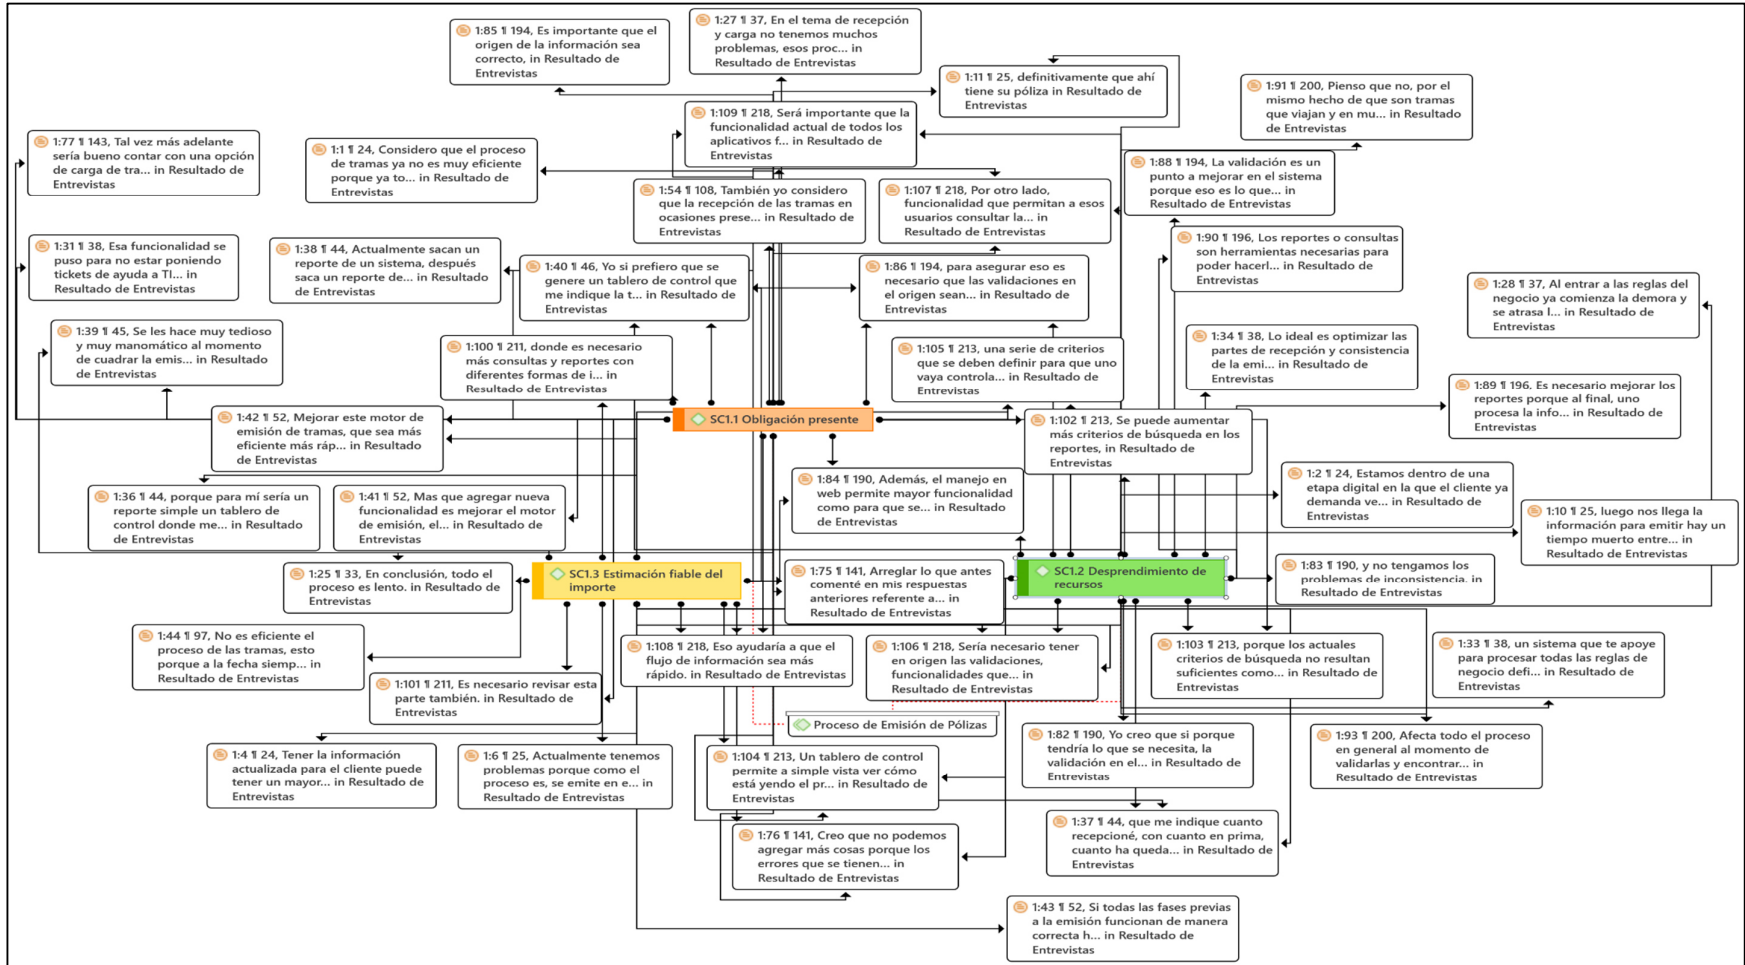 1:85 ¶ 194, Es importante que el
origen de la información sea
correcto, in Resultado de
Entrevistas
1:27 ¶ 37, En el tema de recepción
y carga no tenemos muchos
problemas, esos proc... in
Resultado de Entrevistas
1:11 ¶ 25, definitivamente que ahí
tiene su póliza in Resultado de
Entrevistas
1:91 ¶ 200, Pienso que no, por el
mismo hecho de que son tramas
que viajan y en mu... in Resultado
de Entrevistas
1:109 ¶ 218, Será importante que la
funcionalidad actual de todos los
aplicativos f... in Resultado de
Entrevistas
1:77 ¶ 143, Tal vez más adelante
sería bueno contar con una opción
de carga de tra... in Resultado de
Entrevistas
1:1 ¶ 24, Considero que el proceso
de tramas ya no es muy eficiente
porque ya to... in Resultado de
Entrevistas
1:88 ¶ 194, La validación es un
punto a mejorar en el sistema
porque eso es lo que... in
Resultado de Entrevistas
1:54 ¶ 108, También yo considero
que la recepción de las tramas en
ocasiones prese... in Resultado de
Entrevistas
1:107 ¶ 218, Por otro lado,
funcionalidad que permitan a esos
usuarios consultar la... in
Resultado de Entrevistas
1:31 ¶ 38, Esa funcionalidad se
puso para no estar poniendo
tickets de ayuda a TI... in
Resultado de Entrevistas
1:38 ¶ 44, Actualmente sacan un
reporte de un sistema, después
saca un reporte de... in Resultado
de Entrevistas
1:40 ¶ 46, Yo si prefiero que se
genere un tablero de control que
me indique la t... in Resultado de
Entrevistas
1:86 ¶ 194, para asegurar eso es
necesario que las validaciones en
el origen sean... in Resultado de
Entrevistas
1:90 ¶ 196, Los reportes o consultas
son herramientas necesarias para
poder hacerl... in Resultado de
Entrevistas
1:28 ¶ 37, Al entrar a las reglas del
negocio ya comienza la demora y
se atrasa l... in Resultado de
Entrevistas
1:39 ¶ 45, Se les hace muy tedioso
y muy manomático al momento
de cuadrar la emis... in Resultado
de Entrevistas
1:100 ¶ 211, donde es necesario
más consultas y reportes con
diferentes formas de i... in
Resultado de Entrevistas
1:105 ¶ 213, una serie de criterios
que se deben definir para que uno
vaya controla... in Resultado de
Entrevistas
1:34 ¶ 38, Lo ideal es optimizar las
partes de recepción y consistencia
de la emi... in Resultado de
Entrevistas
1:89 ¶ 196. Es necesario mejorar los
reportes porque al final, uno
procesa la info... in Resultado de
Entrevistas
1:42 ¶ 52, Mejorar este motor de
emisión de tramas, que sea más
eficiente más ráp... in Resultado
de Entrevistas
SC1.1 Obligación presente
1:102 ¶ 213, Se puede aumentar
más criterios de búsqueda en los
reportes, in Resultado de
Entrevistas
1:84 ¶ 190, Además, el manejo en
web permite mayor funcionalidad
como para que se... in Resultado
de Entrevistas
1:2 ¶ 24, Estamos dentro de una
etapa digital en la que el cliente ya
demanda ve... in Resultado de
Entrevistas
1:36 ¶ 44, porque para mí sería un
reporte simple un tablero de
control donde me... in Resultado
de Entrevistas
1:41 ¶ 52, Mas que agregar nueva
funcionalidad es mejorar el motor
de emisión, el... in Resultado de
Entrevistas
1:10 ¶ 25, luego nos llega la
información para emitir hay un
tiempo muerto entre... in
Resultado de Entrevistas
1:25 ¶ 33, En conclusión, todo el
proceso es lento. in Resultado de
Entrevistas
SC1.3 Estimación fiable del
importe
1:75 ¶ 141, Arreglar lo que antes
comenté en mis respuestas
anteriores referente a... in
Resultado de Entrevistas
SC1.2 Desprendimiento de
recursos
1:83 ¶ 190, y no tengamos los
problemas de inconsistencia. in
Resultado de Entrevistas
1:44 ¶ 97, No es eficiente el
proceso de las tramas, esto
porque a la fecha siemp... in
Resultado de Entrevistas
1:108 ¶ 218, Eso ayudaría a que el
flujo de información sea más
rápido. in Resultado de Entrevistas
1:106 ¶ 218, Sería necesario tener
en origen las validaciones,
funcionalidades que... in
Resultado de Entrevistas
1:103 ¶ 213, porque los actuales
criterios de búsqueda no resultan
suficientes como... in Resultado
de Entrevistas
1:33 ¶ 38, un sistema que te apoye
para procesar todas las reglas de
negocio defi... in Resultado de
Entrevistas
1:101 ¶ 211, Es necesario revisar esta
parte también. in Resultado de
Entrevistas
Proceso de Emisión de Pólizas
1:4 ¶ 24, Tener la información
actualizada para el cliente puede
tener un mayor... in Resultado de
Entrevistas
1:6 ¶ 25, Actualmente tenemos
problemas porque como el
proceso es, se emite en e... in
Resultado de Entrevistas
1:104 ¶ 213, Un tablero de control
permite a simple vista ver cómo
está yendo el pr... in Resultado de
Entrevistas
1:82 ¶ 190, Yo creo que si porque
tendría lo que se necesita, la
validación en el... in Resultado de
Entrevistas
1:93 ¶ 200, Afecta todo el proceso
en general al momento de
validarlas y encontrar... in
Resultado de Entrevistas
1:76 ¶ 141, Creo que no podemos
agregar más cosas porque los
errores que se tienen... in
Resultado de Entrevistas
1:37 ¶ 44, que me indique cuanto
recepcioné, con cuanto en prima,
cuanto ha queda... in Resultado de
Entrevistas
1:43 ¶ 52, Si todas las fases previas
a la emisión funcionan de manera
correcta h... in Resultado de
Entrevistas